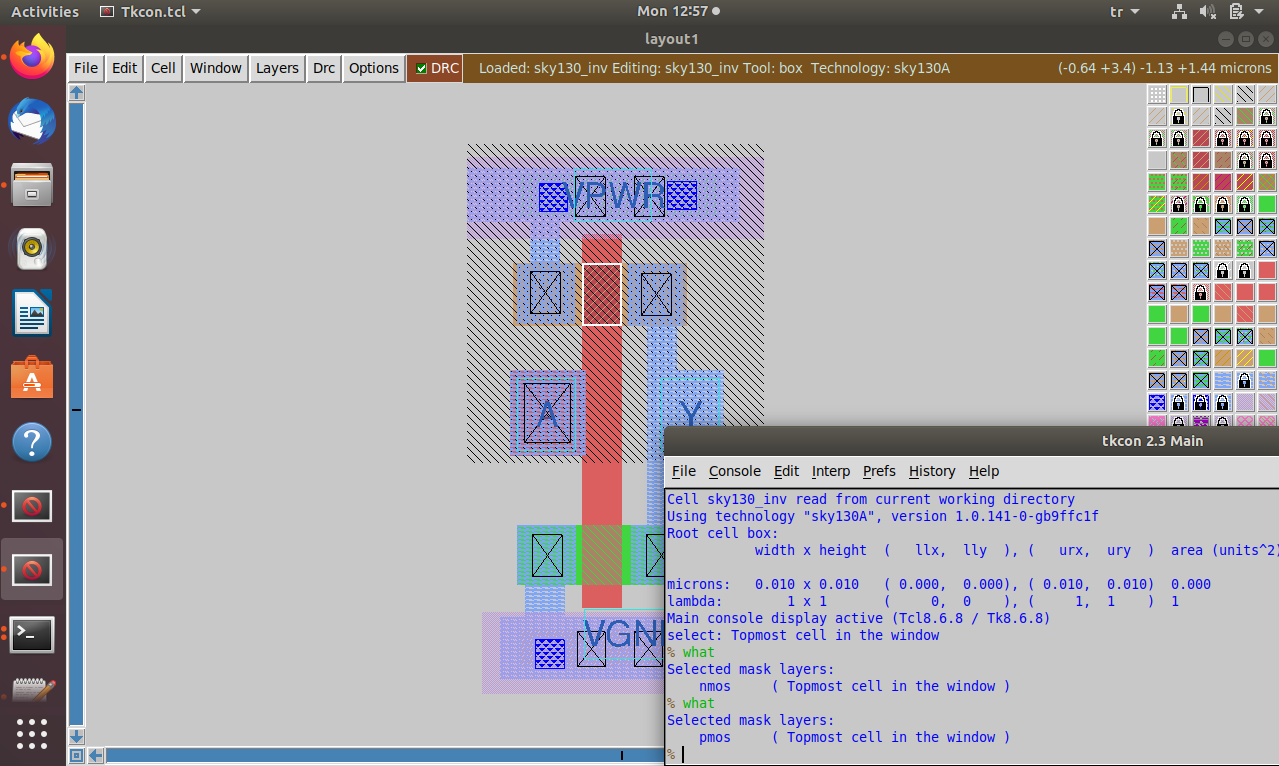 Activities Tkcon.tcl Mon 12:57 tr
layout1
File Edit Cell Window Layers Drc Options DRC Loaded: sky130_inv Editing: sky130_inv Tool: box Technology: sky130A (-0.64 +3.4) -1.13 +1.44 microns
VPWR
A
Y
VGN
tkcon 2.3 Main
File Console Edit Interp Prefs History Help
Cell sky130_inv read from current working directory
Using technology "sky130A", version 1.0.141-0-gb9ffc1f
Root cell box:
width x height ( llx, lly ), ( urx, ury ) area (units^2)
microns: 0.010 x 0.010 ( 0.000, 0.000), ( 0.010, 0.010) 0.000
lambda: 1 x 1 ( 0, 0 ), ( 1, 1 ) 1
Main console display active (Tcl8.6.8 / Tk8.6.8)
select: Topmost cell in the window
% what
Selected mask layers:
nmos ( Topmost cell in the window )
% what
Selected mask layers:
pmos ( Topmost cell in the window )
%